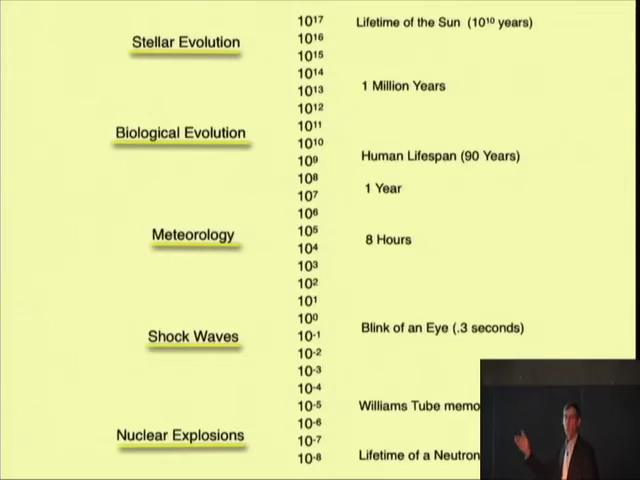 10¹⁷ Lifetime of the Sun (10¹⁰ years)
Stellar Evolution 10¹⁶
10¹⁵
10¹⁴
10¹³ 1 Million Years
10¹²
10¹¹
Biological Evolution
10¹⁰
10⁹ Human Lifespan (90 Years)
10⁸
10⁷ 1 Year
10⁶
Meteorology 10⁵
10⁴ 8 Hours
10³
10²
10¹
10⁰
Blink of an Eye (.3 seconds)
Shock Waves 10⁻¹
10⁻²
10⁻³
10⁻⁴
10⁻⁵ Williams Tube memo
10⁻⁶
Nuclear Explosions 10⁻⁷
10⁻⁸ Lifetime of a Neutron